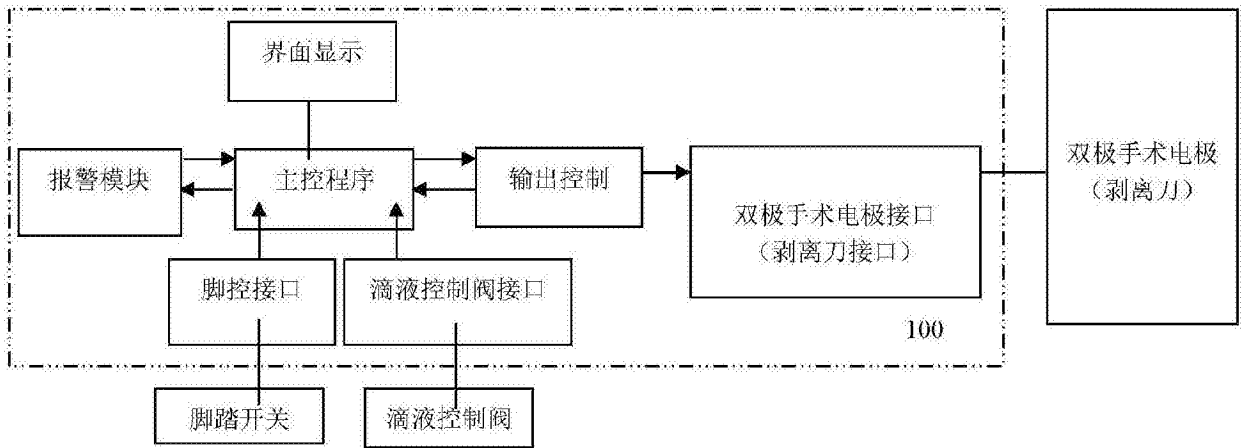 界面显示
报警模块
主控程序
输出控制
双极手术电极接口
（剥离刀接口）
双极手术电极
（剥离刀）
脚控接口
滴液控制阀接口
100
脚踏开关
滴液控制阀